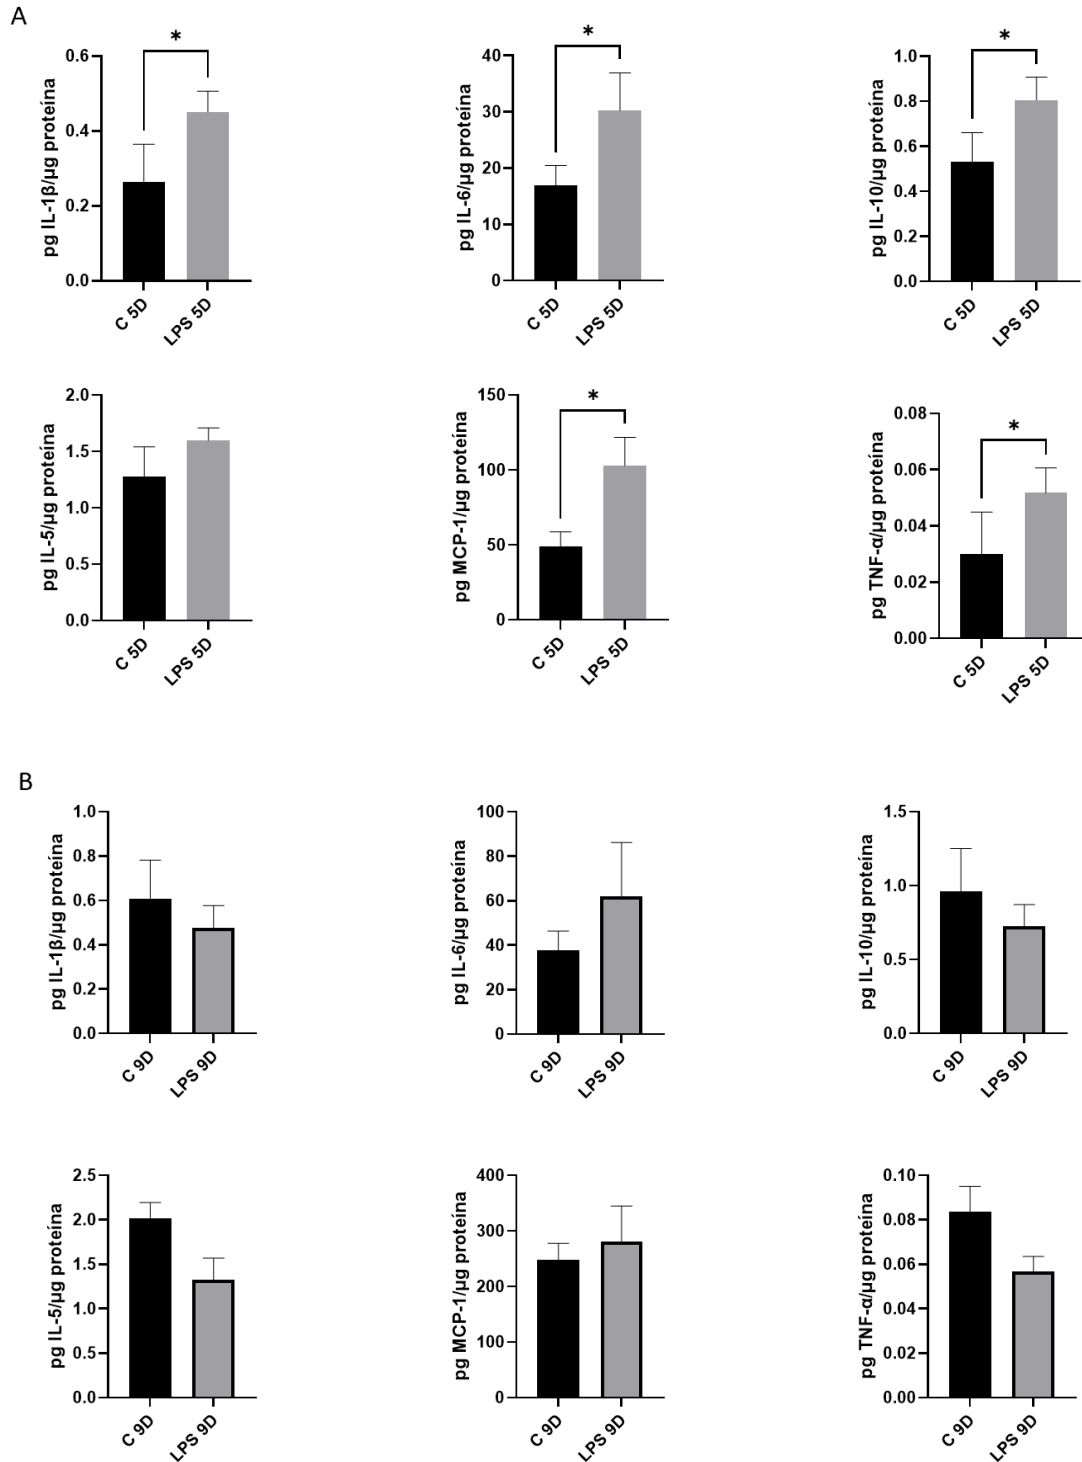 A
*
pg IL-1β/µg proteína
0.6
0.4
0.2
0.0
C 5D
LPS 5D
*
pg IL-6/µg proteína
40
30
20
10
0
C 5D
LPS 5D
*
pg IL-10/µg proteína
1.0
0.8
0.6
0.4
0.2
0.0
C 5D
LPS 5D
pg IL-5/µg proteína
2.0
1.5
1.0
0.5
0.0
C 5D
LPS 5D
*
pg MCP-1/µg proteína
150
100
50
0
C 5D
LPS 5D
*
pg TNF-α/µg proteína
0.08
0.06
0.04
0.02
0.00
C 5D
LPS 5D
B
pg IL-1β/µg proteína
1.0
0.8
0.6
0.4
0.2
0.0
C 9D
LPS 9D
pg IL-6/µg proteína
100
80
60
40
20
0
C 9D
LPS 9D
pg IL-10/µg proteína
1.5
1.0
0.5
0.0
C 9D
LPS 9D
pg IL-5/µg proteína
2.5
2.0
1.5
1.0
0.5
0.0
C 9D
LPS 9D
pg MCP-1/µg proteína
400
300
200
100
0
C 9D
LPS 9D
pg TNF-α/µg proteína
0.10
0.08
0.06
0.04
0.02
0.00
C 9D
LPS 9D